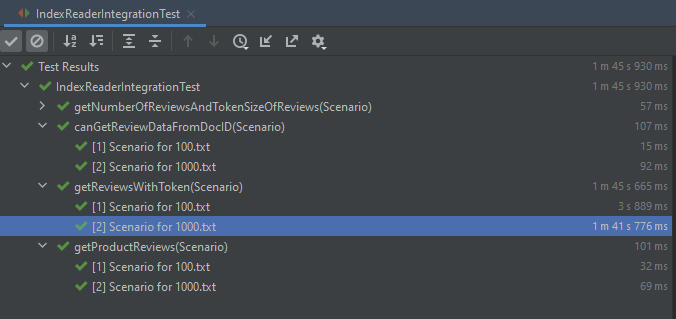 IndexReaderIntegrationTest
Test Results 1 m 45 s 930 ms
IndexReaderIntegrationTest 1 m 45 s 930 ms
getNumberOfReviewsAndTokenSizeOfReviews(Scenario) 57 ms
canGetReviewDataFromDocID(Scenario) 107 ms
[1] Scenario for 100.txt 15 ms
[2] Scenario for 1000.txt 92 ms
getReviewsWithToken(Scenario) 1 m 45 s 665 ms
[1] Scenario for 100.txt 3 s 889 ms
[2] Scenario for 1000.txt 1 m 41 s 776 ms
getProductReviews(Scenario) 101 ms
[1] Scenario for 100.txt 32 ms
[2] Scenario for 1000.txt 69 ms